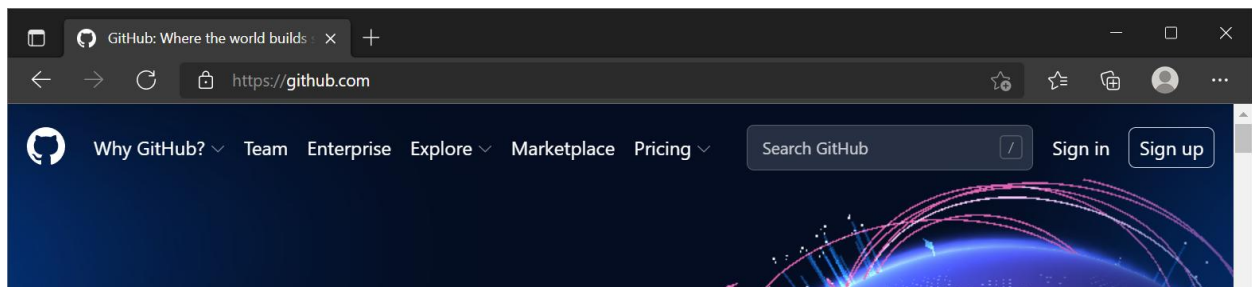 GitHub: Where the world builds s
https://github.com
Why GitHub? Team Enterprise Explore Marketplace Pricing Search GitHub / Sign in Sign up